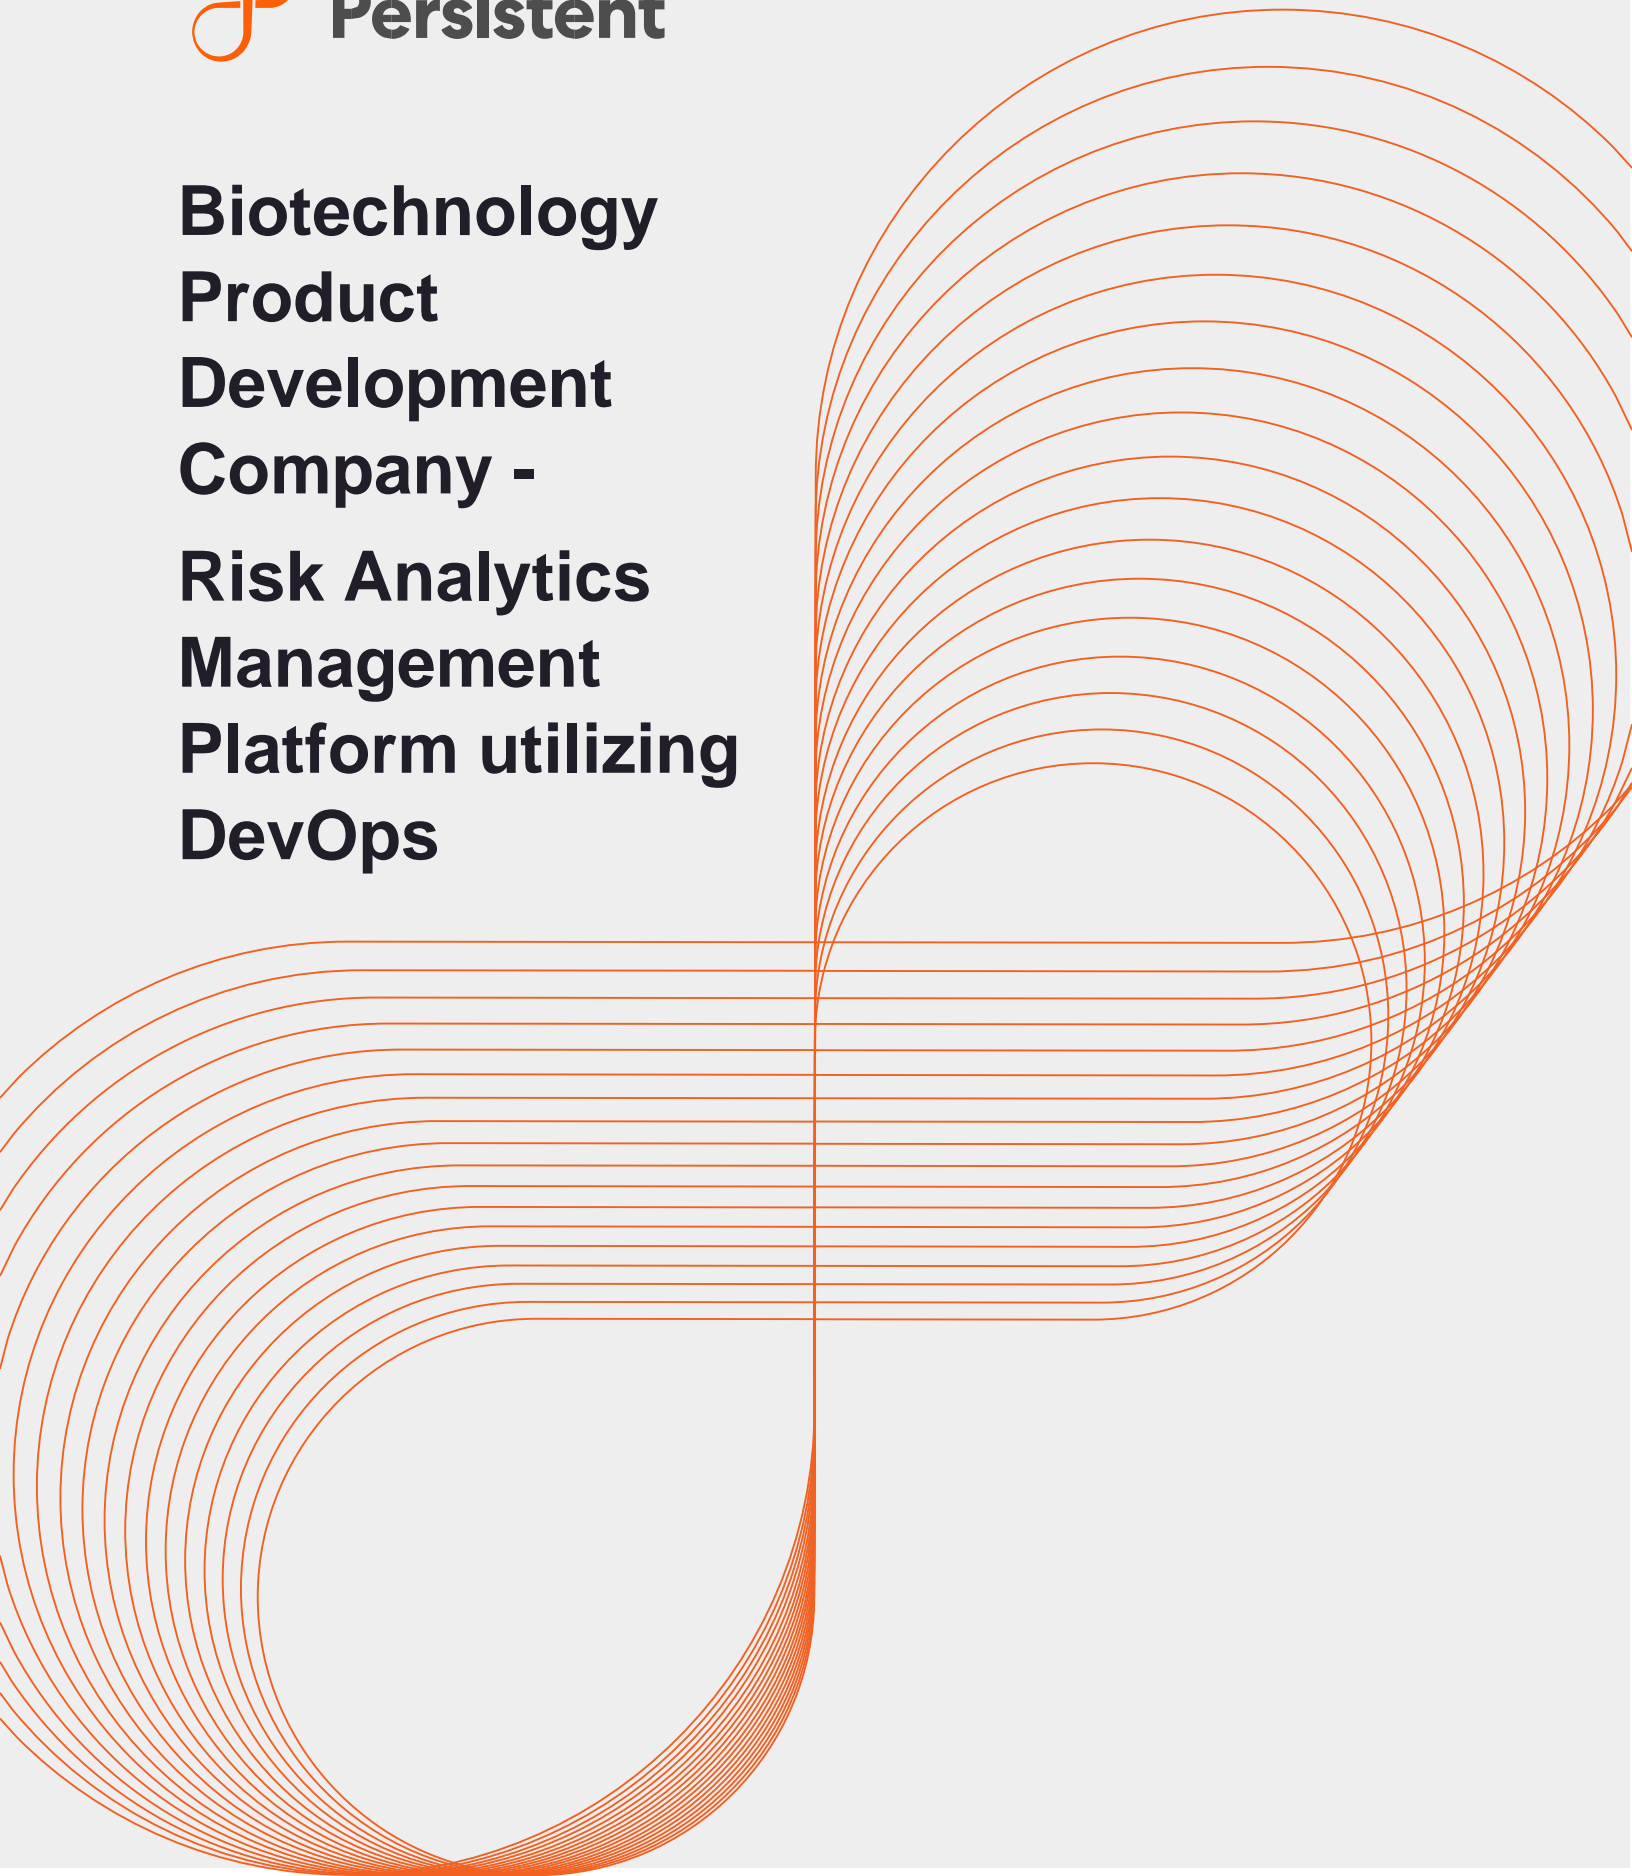 Persistent
Biotechnology
Product
Development
Company -
Risk Analytics
Management
Platform utilizing
DevOps